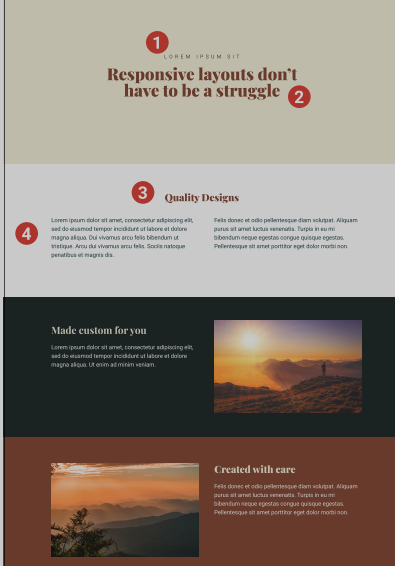 1
LOREM IPSUM SIT
Responsive layouts don't
have to be a struggle
2
3
Quality Designs
4
Lorem ipsum dolor sit amet, consectetur adipiscing elit,
sed do eiusmod tempor incididunt ut labore et dolore
magna aliqua. Dui vivamus arcu felis bibendum ut
tristique. Arcu dui vivamus arcu felis. Sociis natoque
penatibus et magnis dis.
Felis donec et odio pellentesque diam volutpat. Aliquam
purus sit amet luctus venenatis. Turpis in eu mi
bibendum neque egestas congue quisque egestas.
Pellentesque sit amet porttitor eget dolor morbi non.
Made custom for you
Lorem ipsum dolor sit amet, consectetur adipiscing elit,
sed do eiusmod tempor incididunt ut labore et dolore
magna aliqua. Ut enim ad minim veniam.
Created with care
Felis donec et odio pellentesque diam volutpat. Aliquam
purus sit amet luctus venenatis. Turpis in eu mi
bibendum neque egestas congue quisque egestas.
Pellentesque sit amet porttitor eget dolor morbi non.